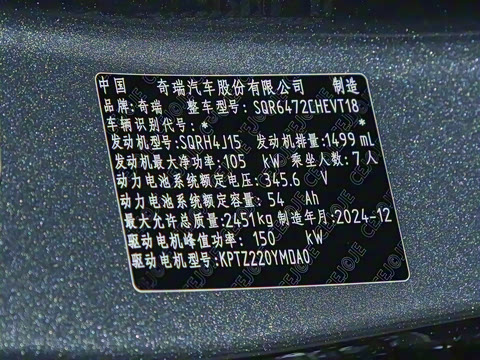 中国 奇瑞汽车股份有限公司 制造
品牌:奇瑞 整车型号:SQR6472CHEVT18
车辆识别代号:* *
发动机型号:SQRH4J15 发动机排量:1499 mL
发动机最大净功率:105 kW 乘坐人数:7人
动力电池系统额定电压:345.6 V
动力电池系统额定容量:54 Ah
最大允许总质量:2451kg 制造年月:2024-12
驱动电机峰值功率:150 kW
驱动电机型号:KPTZ220YMDAO